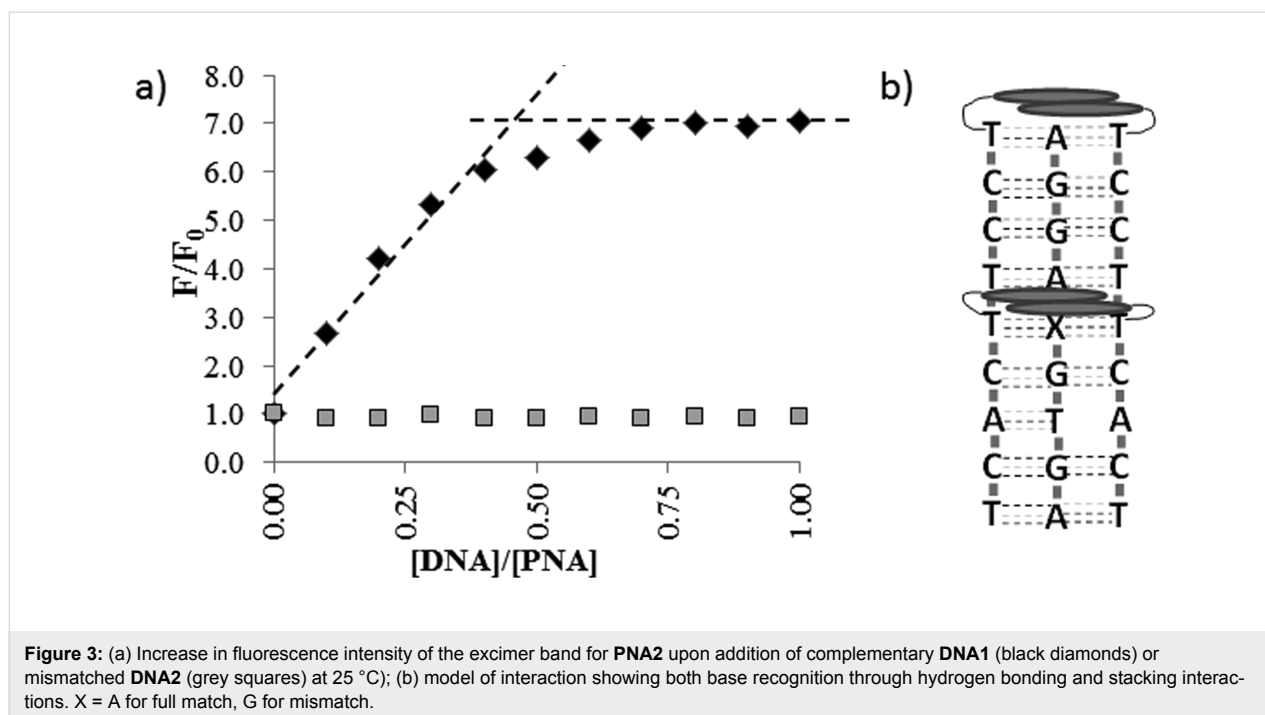 a)
8.0
7.0
6.0
5.0
4.0
3.0
2.0
1.0
0.0
F/F0
0.00
0.25
0.50
0.75
1.00
[DNA]/[PNA]
b)
T A T
C G C
C G C
T A T
T X T
C G C
A T A
C G C
T A T
Figure 3: (a) Increase in fluorescence intensity of the excimer band for PNA2 upon addition of complementary DNA1 (black diamonds) or
mismatched DNA2 (grey squares) at 25 °C); (b) model of interaction showing both base recognition through hydrogen bonding and stacking interac-
tions. X = A for full match, G for mismatch.